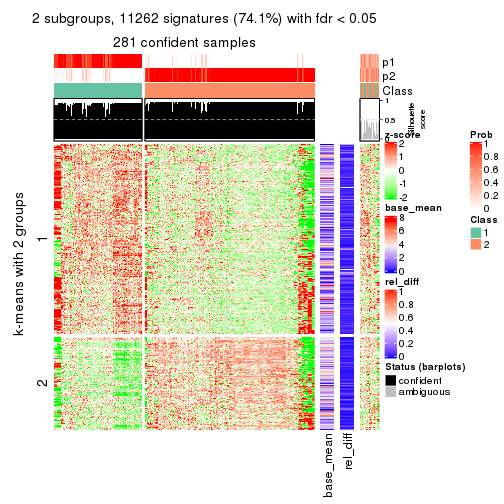 2 subgroups, 11262 signatures (74.1%) with fdr < 0.05
281 confident samples
p1
p2
Class
1
0.5
0
Silhouette
score
k-means with 2 groups
1
2
base_mean
rel_diff
z-score
2
1
0
-1
-2
base_mean
8
6
4
2
0
rel_diff
1
0.8
0.6
0.4
0.2
0
Status (barplots)
confident
ambiguous
Prob
1
0.8
0.6
0.4
0.2
0
Class
1
2